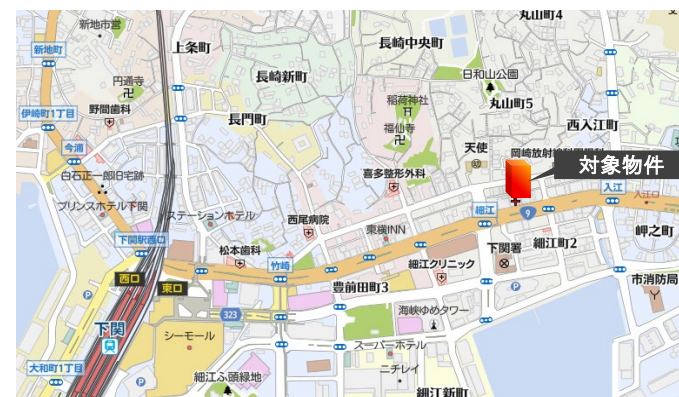 新地市営
丸山町4
新地町
上条町
長崎中央町
長崎新町
日和山公園
円通寺
卍
稲荷神社
丸山町5
野間歯科
伊崎町1丁目
長門町
福仙寺
卍
西入江町
天使
今浦
喜多整形外科
対象物件
白石正一郎旧宅跡
入江
入江口
プリンスホテル下関
ステーションホテル
西尾病院
東横INN
細江
9
岬之町
下関駅西口
松本歯科
下関署
細江町2
竹崎
細江クリニック
西口
東口
豊前田町3
市消防局
323
海峡ゆめタワー
下関
シーモール
スーパーホテル
大和町1丁目
細江ふ頭緑地
ニチレイ
細江新町